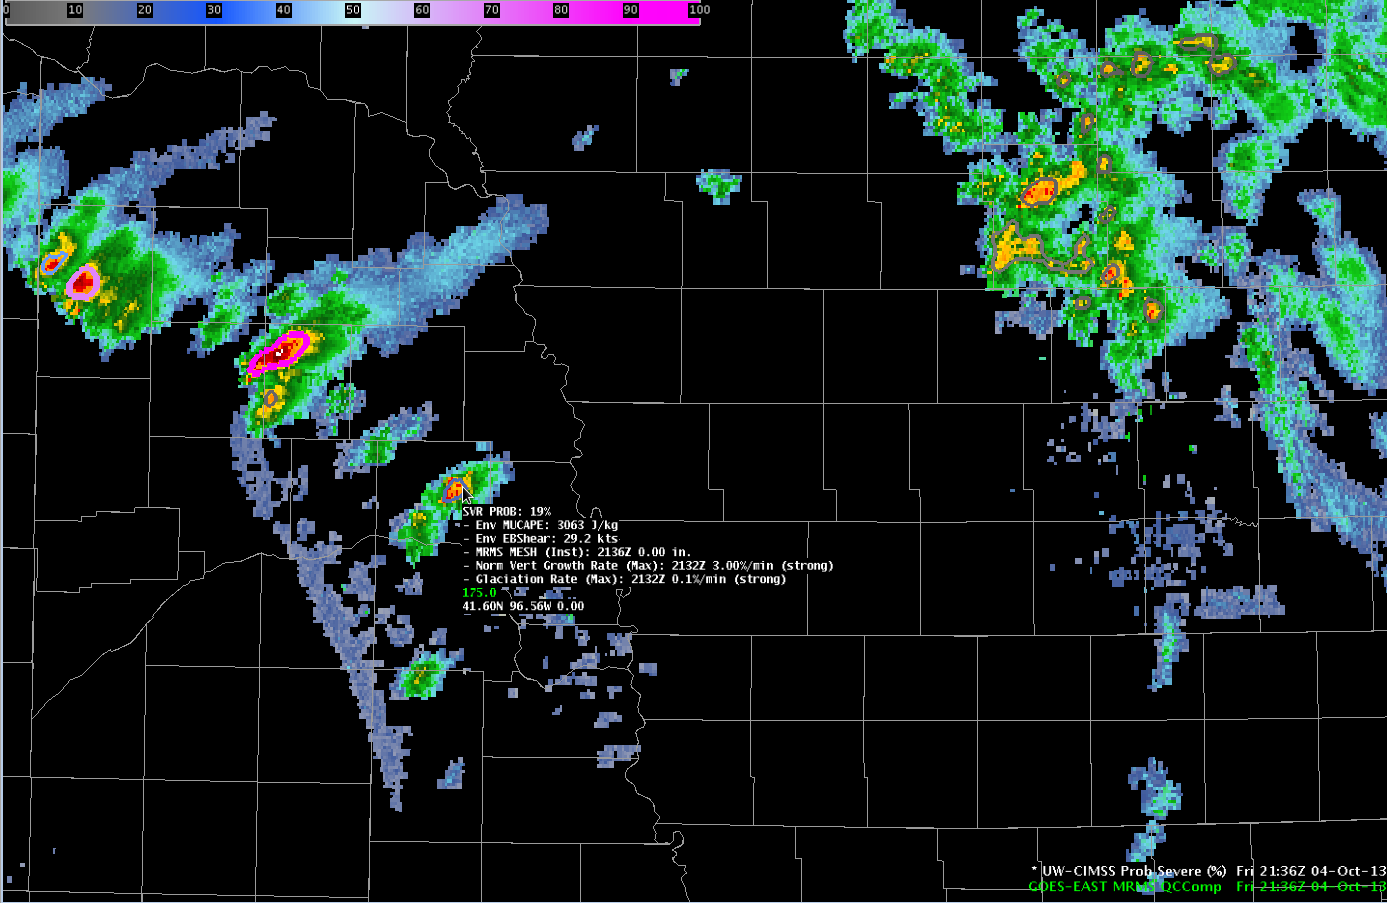 0 10 20 30 40 50 60 70 80 90 100
SVR PROB: 19%
- Env MUCAPE: 3063 J/kg
- Env EBShear: 29.2 kts
- MRMS MESH (Inst): 2136Z 0.00 in.
- Norm Vert Growth Rate (Max): 2132Z 3.00%/min (strong)
- Glaciation Rate (Max): 2132Z 0.1%/min (strong)
175.0
41.60N 96.56W 0.00
* UW-CIMSS Prob Severe (%) Fri 21:36Z 04-Oct-13
GOES-EAST MRMS QCComp Fri 21:36Z 04-Oct-13